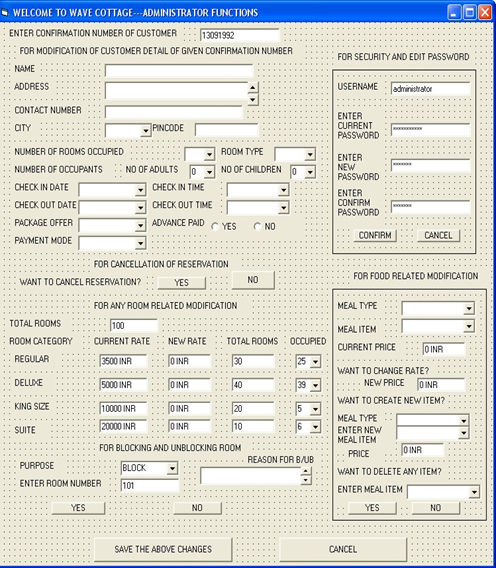 WELCOME TO WAVE COTTAGE---ADMINISTRATOR FUNCTIONS
ENTER CONFIRMATION NUMBER OF CUSTOMER 13091992
FOR MODIFICATION OF CUSTOMER DETAIL OF GIVEN CONFIRMATION NUMBER
NAME
ADDRESS
CONTACT NUMBER
CITY PINCODE
NUMBER OF ROOMS OCCUPIED ROOM TYPE
NUMBER OF OCCUPANTS NO OF ADULTS 0 NO OF CHILDREN 0
CHECK IN DATE CHECK IN TIME
CHECK OUT DATE CHECK OUT TIME
PACKAGE OFFER ADVANCE PAID YES NO
PAYMENT MODE
FOR CANCELLATION OF RESERVATION
WANT TO CANCEL RESERVATION? YES NO
FOR ANY ROOM RELATED MODIFICATION
TOTAL ROOMS 100
ROOM CATEGORY CURRENT RATE NEW RATE TOTAL ROOMS OCCUPIED
REGULAR 3500 INR 0 INR 30 25
DELUXE 5000 INR 0 INR 40 39
KING SIZE 10000 INR 0 INR 20 5
SUITE 20000 INR 0 INR 10 6
FOR BLOCKING AND UNBLOCKING ROOM
PURPOSE BLOCK REASON FOR B/UB
ENTER ROOM NUMBER 101
YES NO
FOR SECURITY AND EDIT PASSWORD
USERNAME administrator
ENTER
CURRENT
PASSWORD ***********
ENTER
NEW
PASSWORD *******
ENTER
CONFIRM
PASSWORD *******
CONFIRM CANCEL
FOR FOOD RELATED MODIFICATION
MEAL TYPE
MEAL ITEM
CURRENT PRICE 0 INR
WANT TO CHANGE RATE?
NEW PRICE 0 INR
WANT TO CREATE NEW ITEM?
MEAL TYPE
ENTER NEW
MEAL ITEM
PRICE 0 INR
WANT TO DELETE ANY ITEM?
ENTER MEAL ITEM
YES NO
SAVE THE ABOVE CHANGES CANCEL